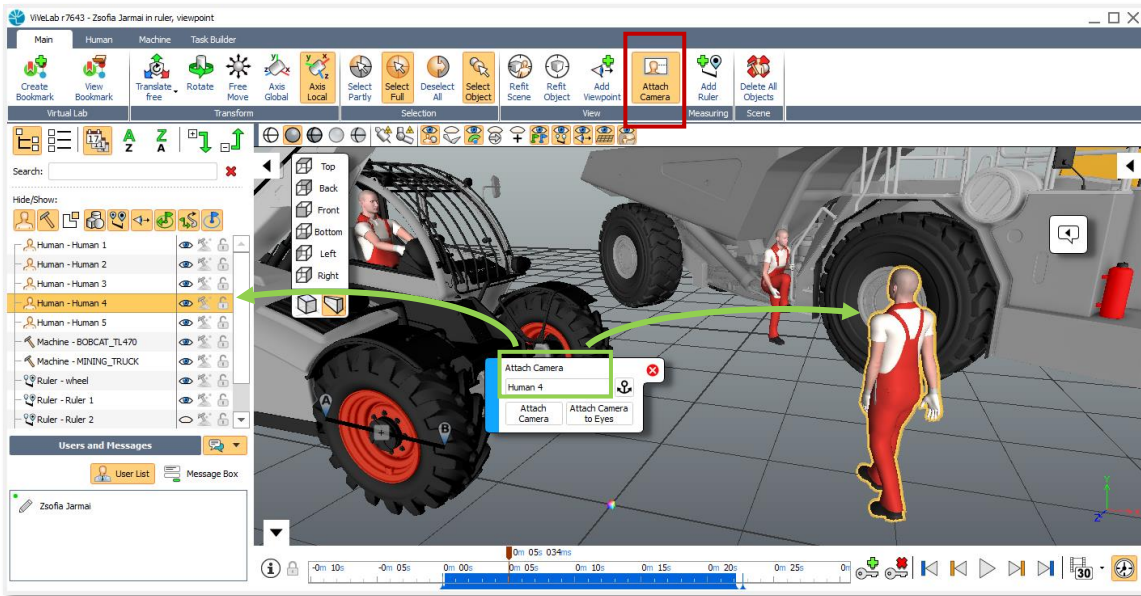 ViVeLab r7643 - Zsofia Jarmai in ruler, viewpoint
Main Human Machine Task Builder
Create Bookmark
View Bookmark
Translate free
Rotate
Free Move
Axis Global
Axis Local
Select Partly
Select Full
Deselect All
Select Object
Refit Scene
Refit Object
Add Viewpoint
Attach Camera
Add Ruler
Delete All Objects
Virtual Lab Transform Selection View Measuring Scene
17
A Z
Z A
Search:
Hide/Show:
Human - Human 1
Human - Human 2
Human - Human 3
Human - Human 4
Human - Human 5
Machine - BOBCAT_TL470
Machine - MINING_TRUCK
Ruler - wheel
Ruler - Ruler 1
Ruler - Ruler 2
Users and Messages
User List Message Box
Zsofia Jarmai
Top
Back
Front
Bottom
Left
Right
A
B
Attach Camera
Human 4
Attach Camera
Attach Camera to Eyes
Y
Z
0m 05s 034ms
-0m 10s -0m 05s 0m 00s 0m 05s 0m 10s 0m 15s 0m 20s 0m 25s 0m
30